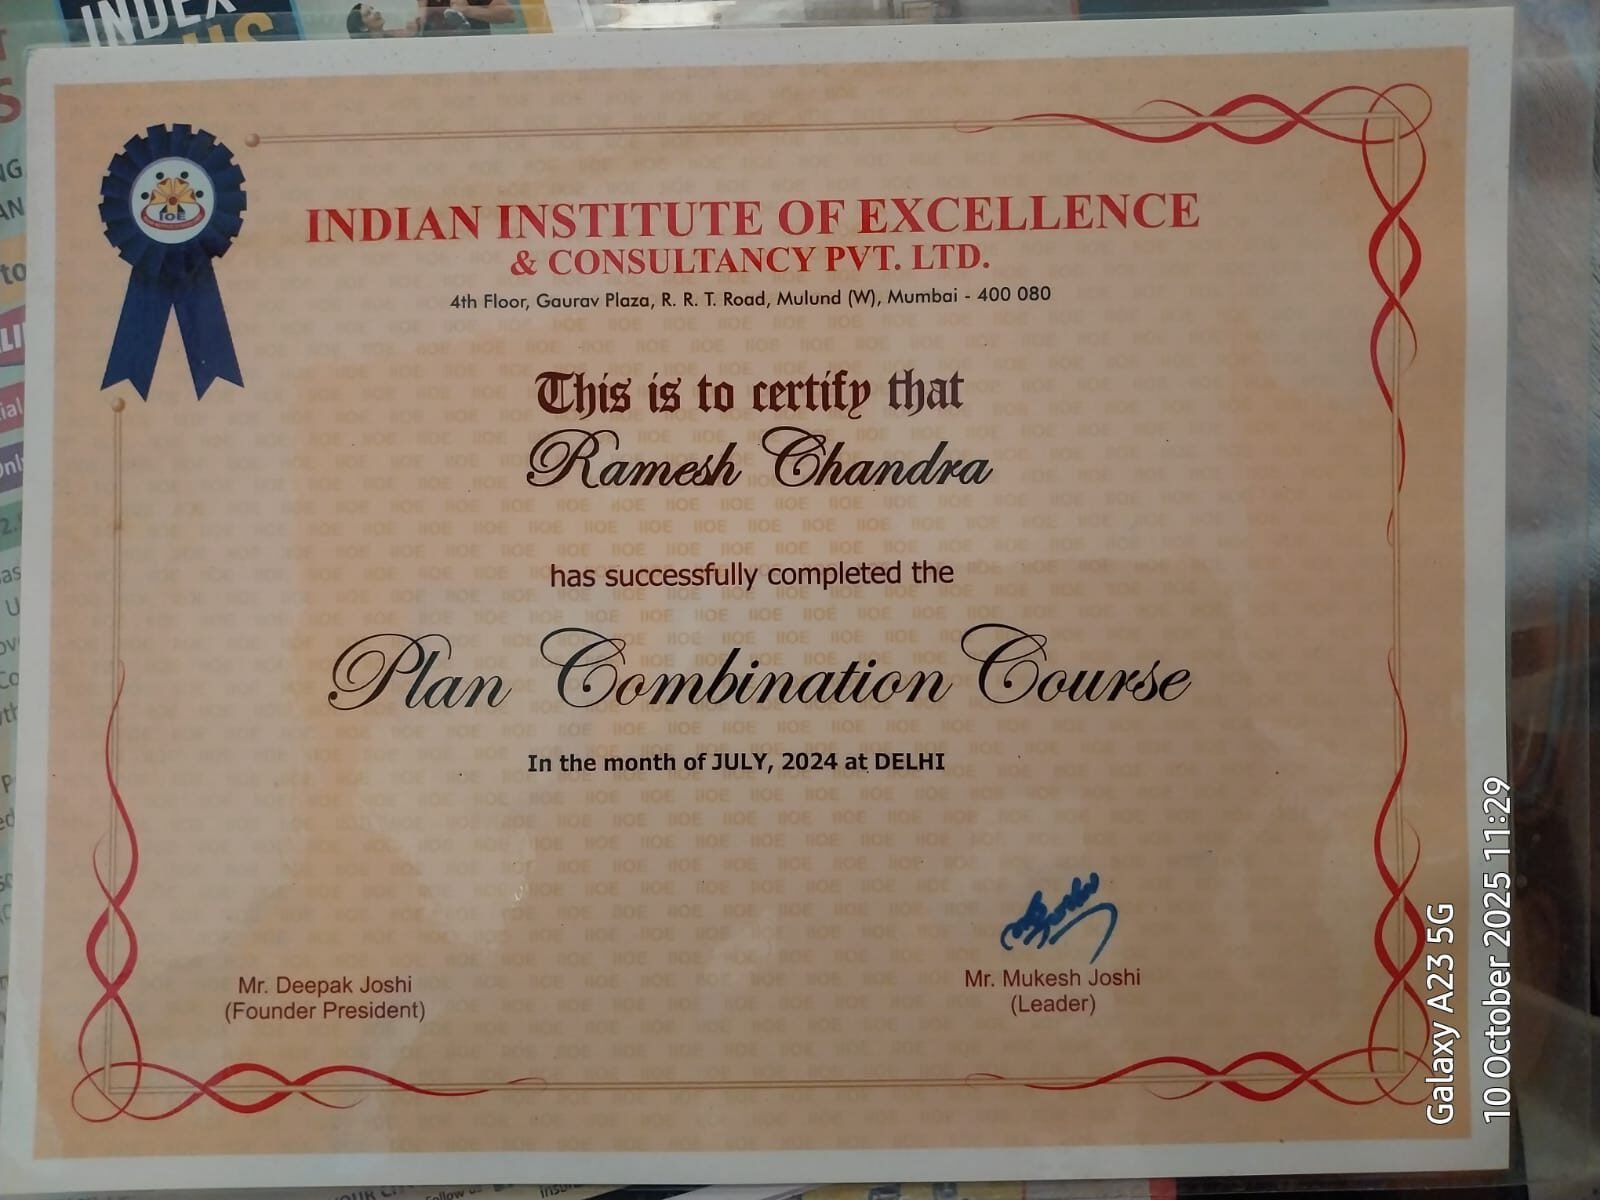 INDEX
IIOE
INDIAN INSTITUTE OF EXCELLENCE
& CONSULTANCY PVT. LTD.
4th Floor, Gaurav Plaza, R. R. T. Road, Mulund (W), Mumbai - 400 080
This is to certify that
Ramesh Chandra
has successfully completed the
Plan Combination Course
In the month of JULY, 2024 at DELHI
Mr. Deepak Joshi
(Founder President)
Mr. Mukesh Joshi
(Leader)
Galaxy A23 5G
10 October 2025 11:29